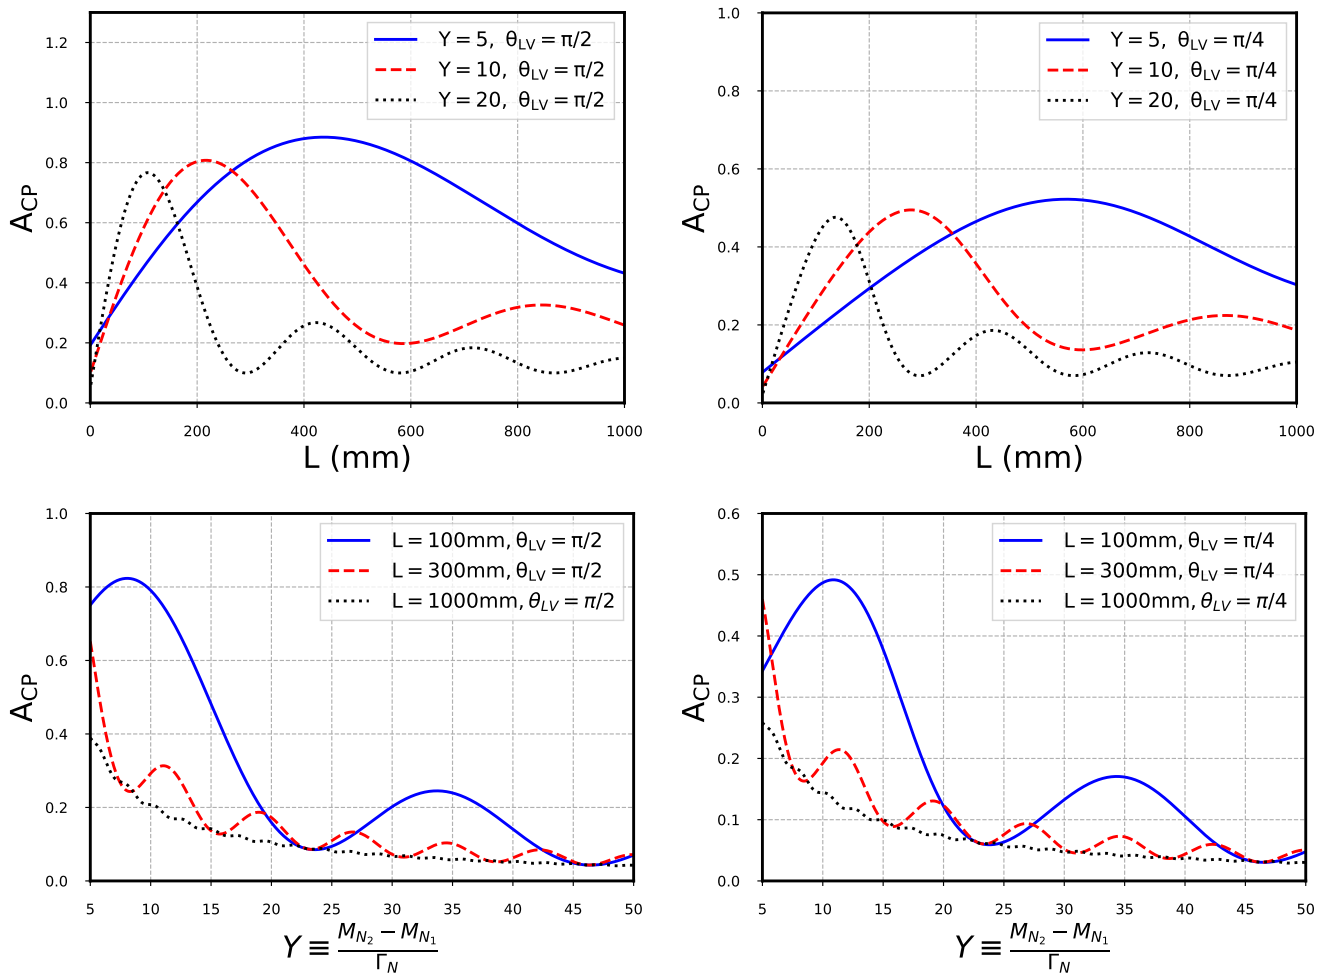 Y = 5, θLV = π/2
Y = 10, θLV = π/2
Y = 20, θLV = π/2
1.2
1.0
0.8
0.6
0.4
0.2
0.0
ACP
0 200 400 600 800 1000
L (mm)
Y = 5, θLV = π/4
Y = 10, θLV = π/4
Y = 20, θLV = π/4
1.0
0.8
0.6
0.4
0.2
0.0
ACP
0 200 400 600 800 1000
L (mm)
L = 100mm, θLV = π/2
L = 300mm, θLV = π/2
L = 1000mm, θLV = π/2
1.0
0.8
0.6
0.4
0.2
0.0
ACP
5 10 15 20 25 30 35 40 45 50
Y ≡ (MN2 − MN1) / ΓN
L = 100mm, θLV = π/4
L = 300mm, θLV = π/4
L = 1000mm, θLV = π/4
0.6
0.5
0.4
0.3
0.2
0.1
0.0
ACP
5 10 15 20 25 30 35 40 45 50
Y ≡ (MN2 − MN1) / ΓN